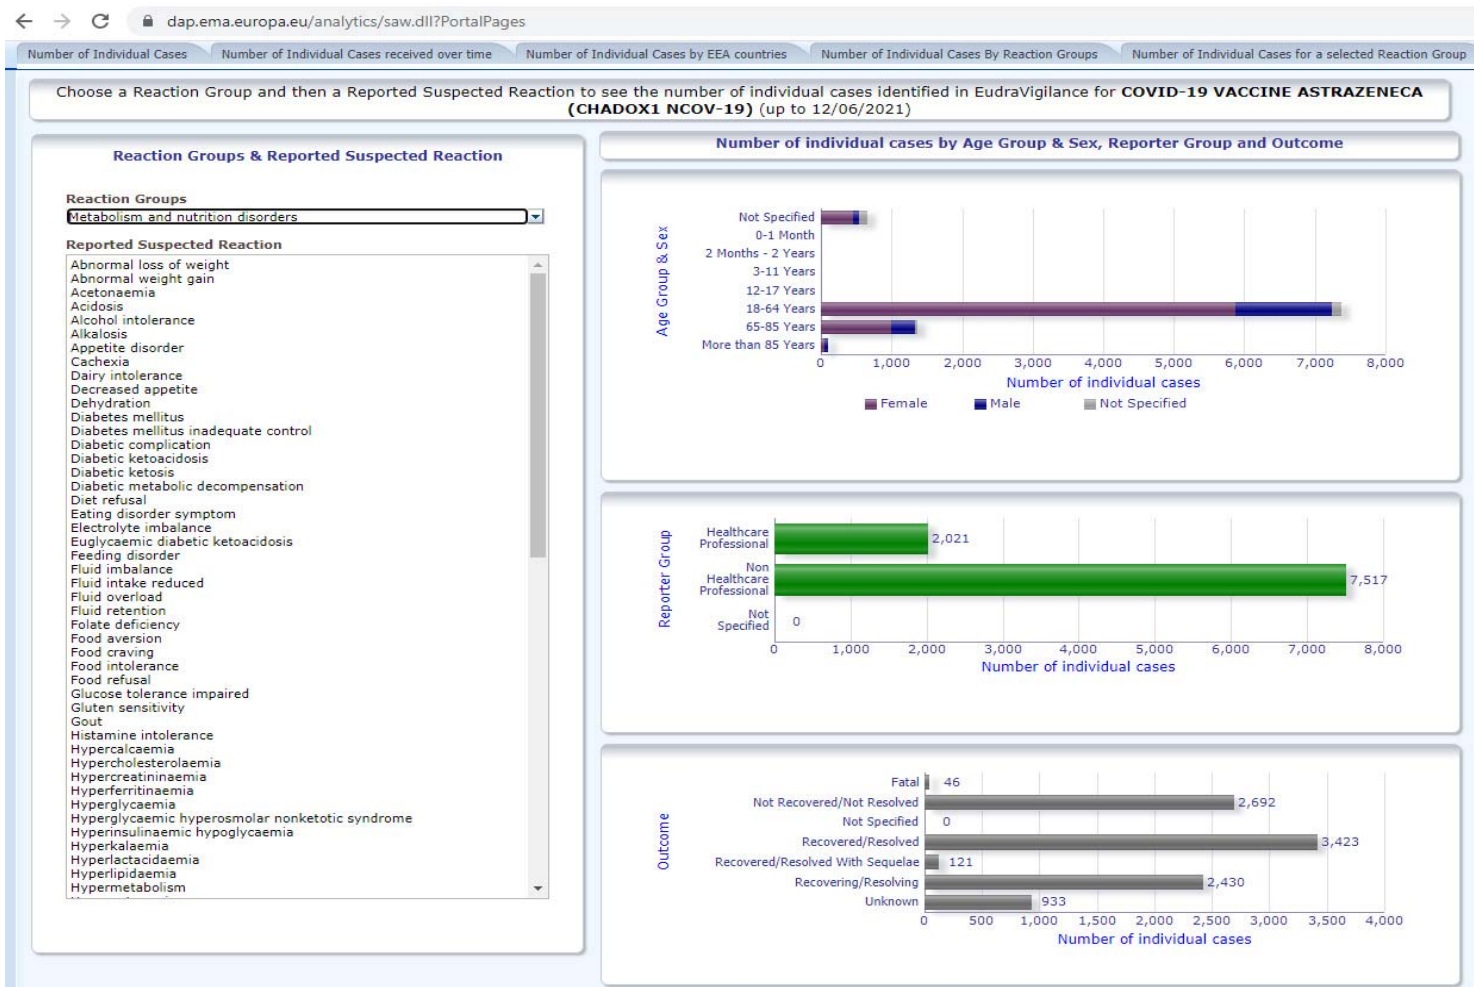 dap.ema.europa.eu/analytics/saw.dll?PortalPages
Number of Individual Cases
Number of Individual Cases received over time
Number of Individual Cases by EEA countries
Number of Individual Cases By Reaction Groups
Number of Individual Cases for a selected Reaction Group
Choose a Reaction Group and then a Reported Suspected Reaction to see the number of individual cases identified in EudraVigilance for COVID-19 VACCINE ASTRAZENECA
(CHADOX1 NCOV-19) (up to 12/06/2021)
Reaction Groups & Reported Suspected Reaction
Reaction Groups
Metabolism and nutrition disorders
Reported Suspected Reaction
Abnormal loss of weight
Abnormal weight gain
Acetonaemia
Acidosis
Alcohol intolerance
Alkalosis
Appetite disorder
Cachexia
Dairy intolerance
Decreased appetite
Dehydration
Diabetes mellitus
Diabetes mellitus inadequate control
Diabetic complication
Diabetic ketoacidosis
Diabetic ketosis
Diabetic metabolic decompensation
Diet refusal
Eating disorder symptom
Electrolyte imbalance
Euglycaemic diabetic ketoacidosis
Feeding disorder
Fluid imbalance
Fluid intake reduced
Fluid overload
Fluid retention
Folate deficiency
Food aversion
Food craving
Food intolerance
Food refusal
Glucose tolerance impaired
Gluten sensitivity
Gout
Histamine intolerance
Hypercalcaemia
Hypercholesterolaemia
Hypercreatininaemia
Hyperferritinaemia
Hyperglycaemia
Hyperglycaemic hyperosmolar nonketotic syndrome
Hyperinsulinaemic hypoglycaemia
Hyperkalaemia
Hyperlactacidaemia
Hyperlipidaemia
Hypermetabolism
Number of individual cases by Age Group & Sex, Reporter Group and Outcome
Age Group & Sex
Not Specified
0-1 Month
2 Months - 2 Years
3-11 Years
12-17 Years
18-64 Years
65-85 Years
More than 85 Years
0 1,000 2,000 3,000 4,000 5,000 6,000 7,000 8,000
Number of individual cases
Female Male Not Specified
Reporter Group
Healthcare
Professional
2,021
Non
Healthcare
Professional
7,517
Not
Specified
0
0 1,000 2,000 3,000 4,000 5,000 6,000 7,000 8,000
Number of individual cases
Outcome
Fatal 46
Not Recovered/Not Resolved 2,692
Not Specified 0
Recovered/Resolved 3,423
Recovered/Resolved With Sequelae 121
Recovering/Resolving 2,430
Unknown 933
0 500 1,000 1,500 2,000 2,500 3,000 3,500 4,000
Number of individual cases